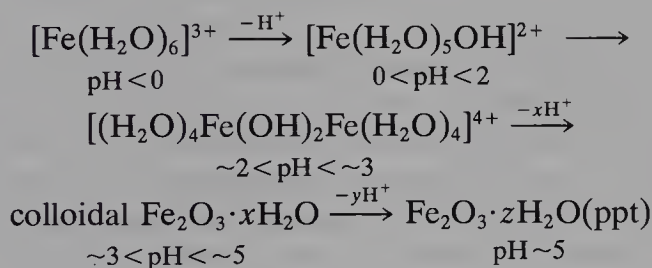 [Fe(H₂O)₆]³⁺ —−H⁺→ [Fe(H₂O)₅OH]²⁺ ⟶
pH<0 0<pH<2
[(H₂O)₄Fe(OH)₂Fe(H₂O)₄]⁴⁺ —−xH⁺→
~2<pH<~3
colloidal Fe₂O₃·xH₂O —−yH⁺→ Fe₂O₃·zH₂O(ppt)
~3<pH<~5 pH~5